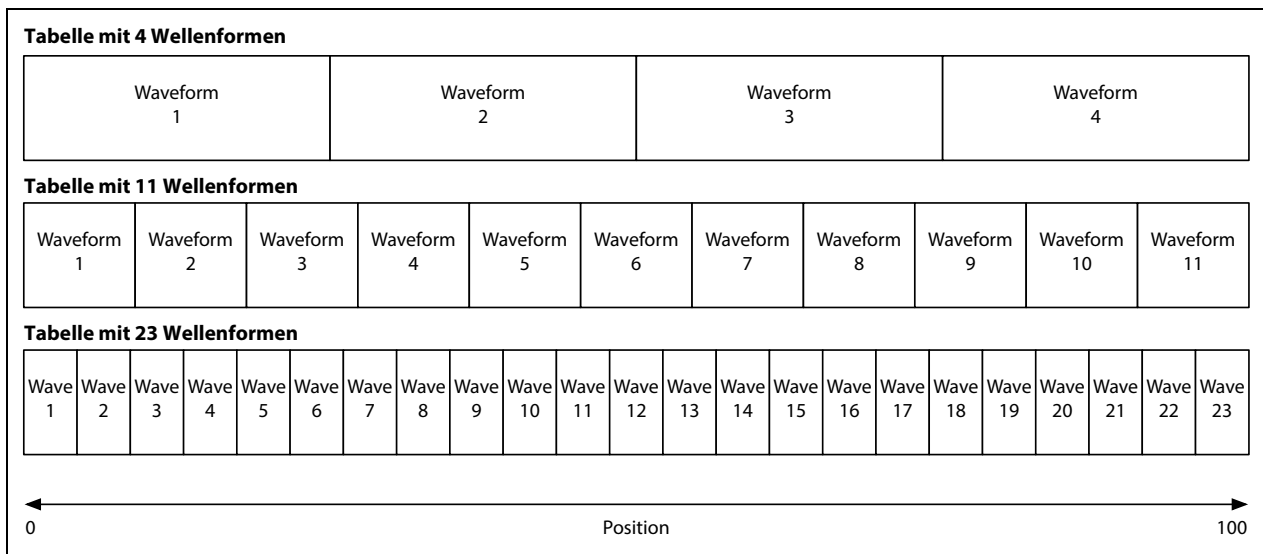 Tabelle mit 4 Wellenformen
Waveform Waveform Waveform Waveform
1 2 3 4
Tabelle mit 11 Wellenformen
Waveform Waveform Waveform Waveform Waveform Waveform Waveform Waveform Waveform Waveform Waveform
1 2 3 4 5 6 7 8 9 10 11
Tabelle mit 23 Wellenformen
Wave Wave Wave Wave Wave Wave Wave Wave Wave Wave Wave Wave Wave Wave Wave Wave Wave Wave Wave Wave Wave Wave Wave
1 2 3 4 5 6 7 8 9 10 11 12 13 14 15 16 17 18 19 20 21 22 23
0 Position 100